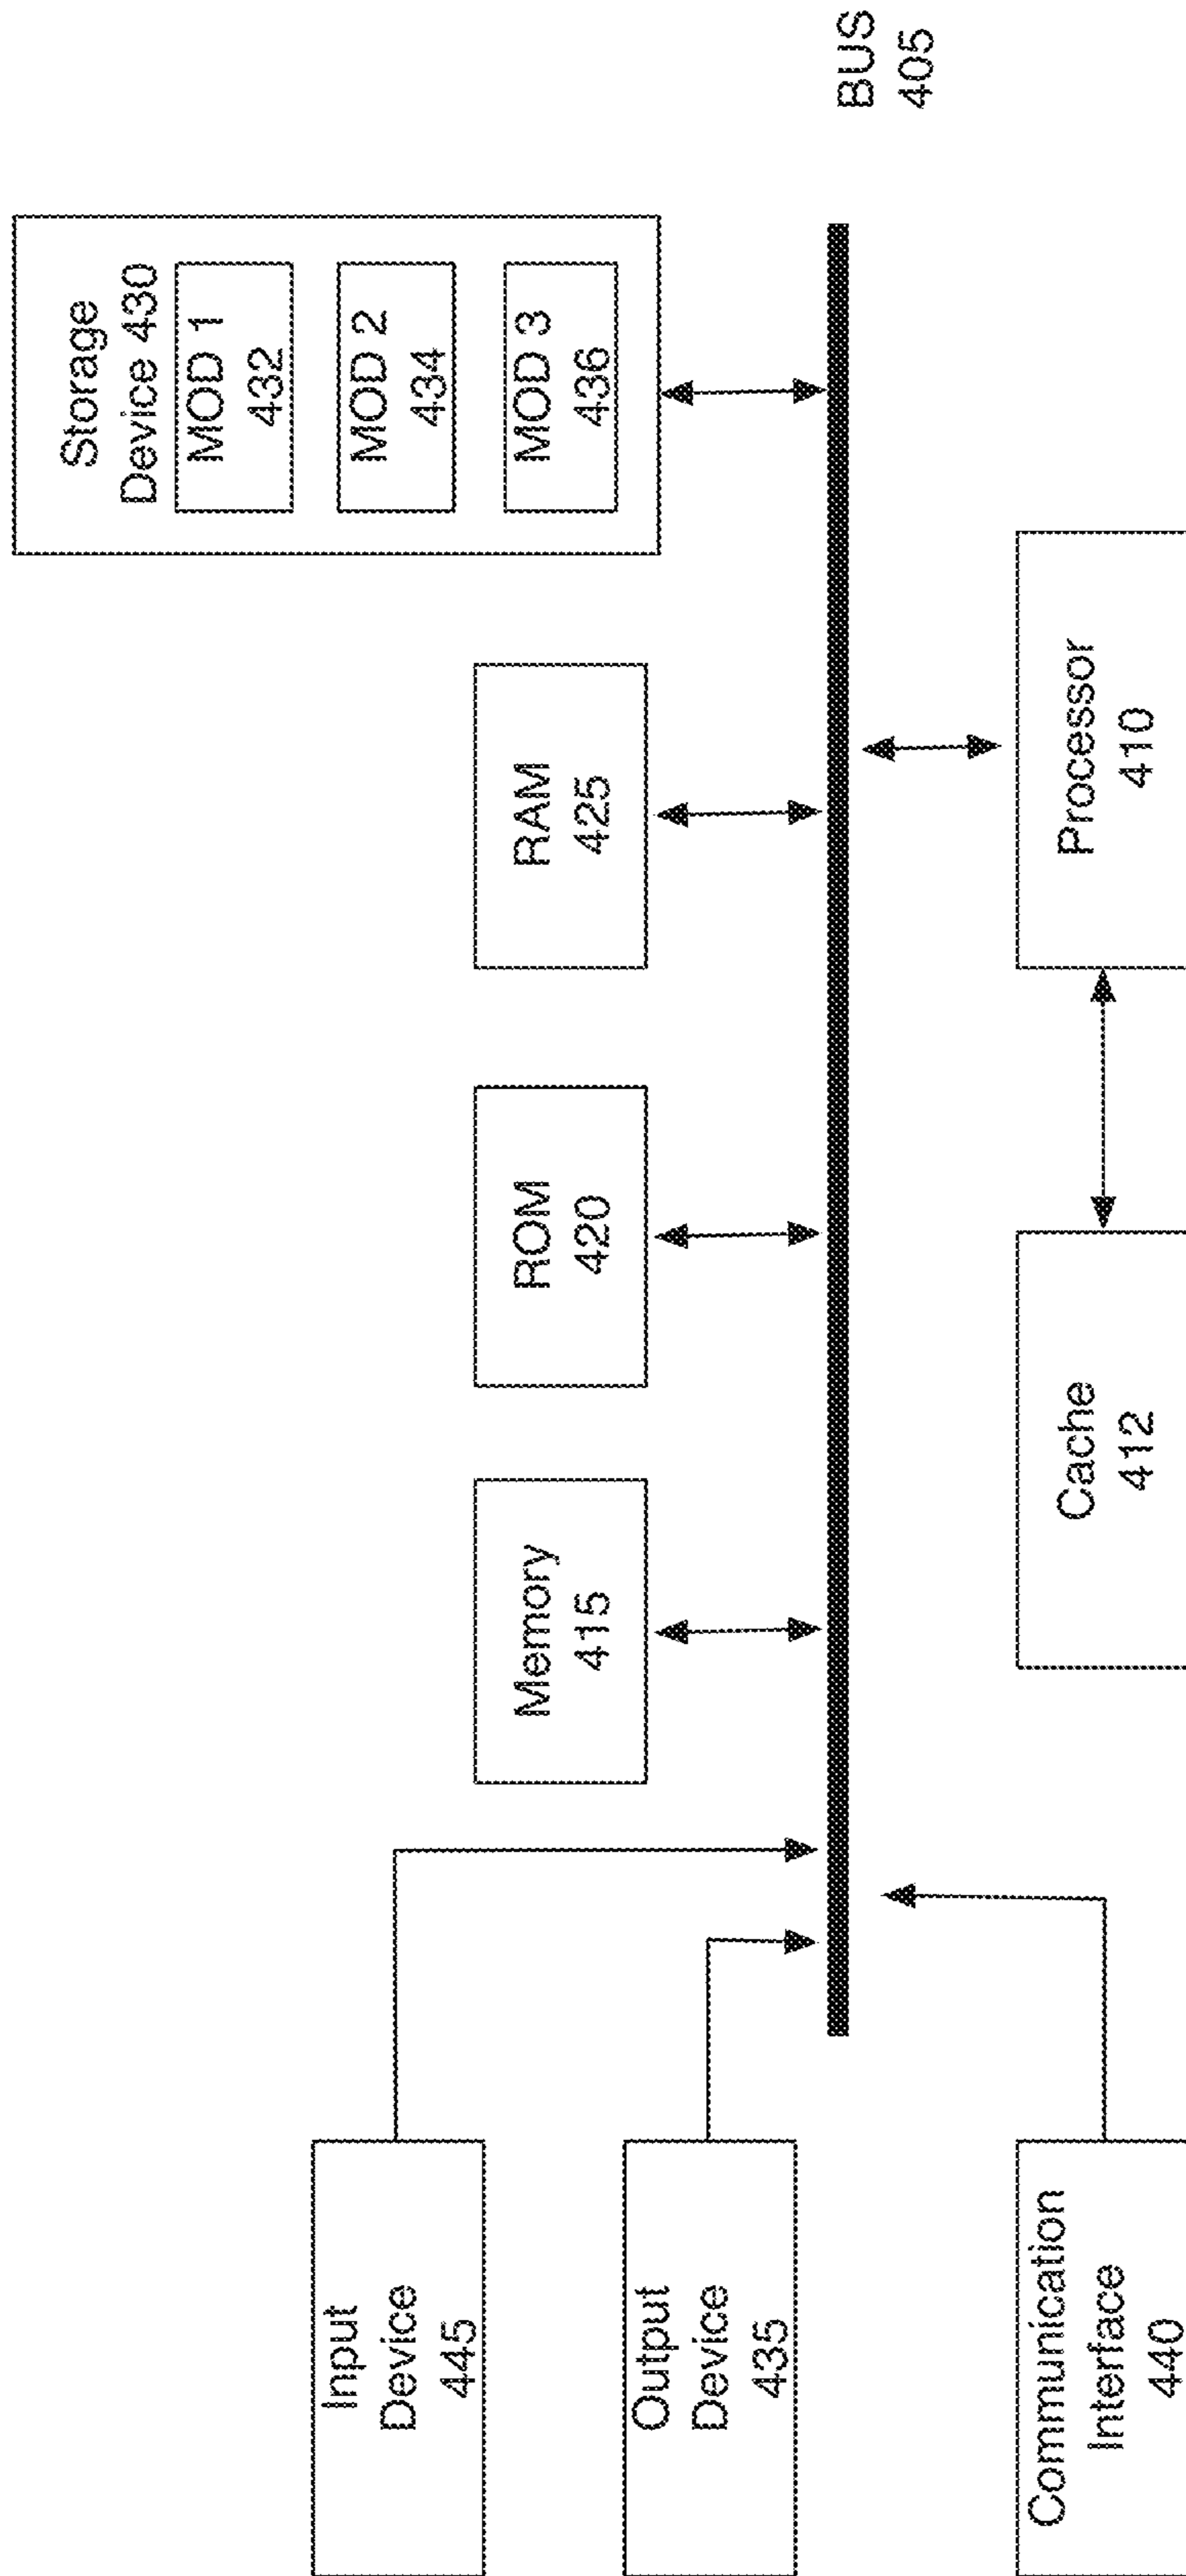 Storage
Device 430
MOD 1
432
MOD 2
434
MOD 3
436
Input
Device
445
Memory
415
ROM
420
RAM
425
Output
Device
435
BUS
405
Communication
Interface
440
Cache
412
Processor
410